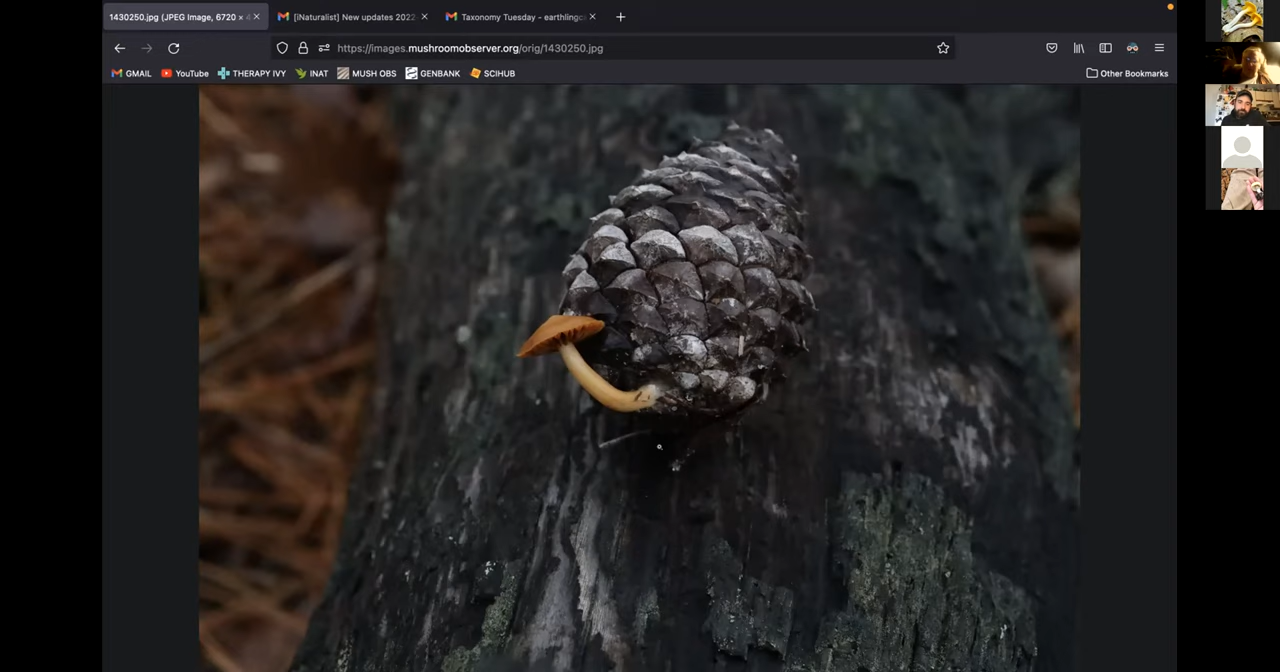 1430250.jpg (JPEG Image, 6720 ×
[iNaturalist] New updates 2022
Taxonomy Tuesday - earthlingc
https://images.mushroomobserver.org/orig/1430250.jpg
GMAIL
YouTube
THERAPY IVY
INAT
MUSH OBS
GENBANK
SCIHUB
Other Bookmarks